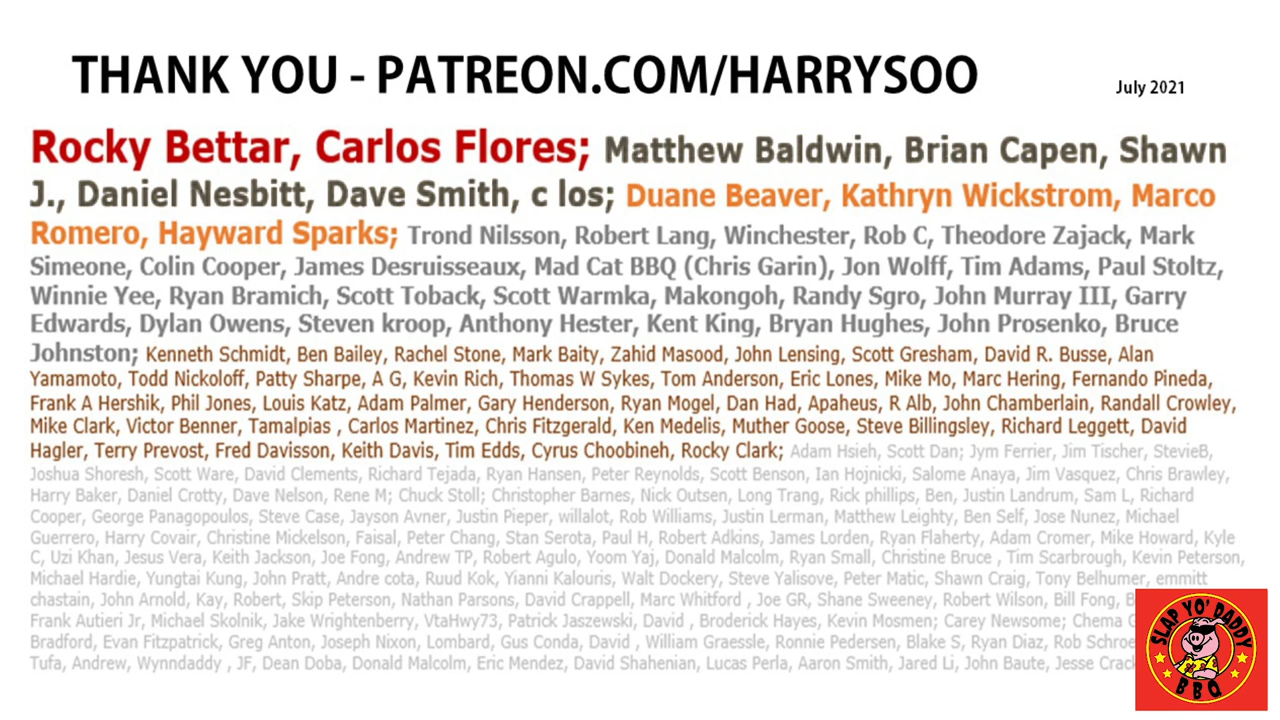 THANK YOU - PATREON.COM/HARRYSOO
July 2021
Rocky Bettar, Carlos Flores; Matthew Baldwin, Brian Capen, Shawn
J., Daniel Nesbitt, Dave Smith, c los; Duane Beaver, Kathryn Wickstrom, Marco
Romero, Hayward Sparks; Trond Nilsson, Robert Lang, Winchester, Rob C, Theodore Zajack, Mark
Simeone, Colin Cooper, James Desruisseaux, Mad Cat BBQ (Chris Garin), Jon Wolff, Tim Adams, Paul Stoltz,
Winnie Yee, Ryan Bramich, Scott Toback, Scott Warmka, Makongoh, Randy Sgro, John Murray III, Garry
Edwards, Dylan Owens, Steven kroop, Anthony Hester, Kent King, Bryan Hughes, John Prosenko, Bruce
Johnston; Kenneth Schmidt, Ben Bailey, Rachel Stone, Mark Baity, Zahid Masood, John Lensing, Scott Gresham, David R. Busse, Alan
Yamamoto, Todd Nickoloff, Patty Sharpe, A G, Kevin Rich, Thomas W Sykes, Tom Anderson, Eric Lones, Mike Mo, Marc Hering, Fernando Pineda,
Frank A Hershik, Phil Jones, Louis Katz, Adam Palmer, Gary Henderson, Ryan Mogel, Dan Had, Apaheus, R Alb, John Chamberlain, Randall Crowley,
Mike Clark, Victor Benner, Tamalpias , Carlos Martinez, Chris Fitzgerald, Ken Medelis, Muther Goose, Steve Billingsley, Richard Leggett, David
Hagler, Terry Prevost, Fred Davisson, Keith Davis, Tim Edds, Cyrus Choobineh, Rocky Clark; Adam Hsieh, Scott Dan; Jym Ferrier, Jim Tischer, StevieB,
Joshua Shoresh, Scott Ware, David Clements, Richard Tejada, Ryan Hansen, Peter Reynolds, Scott Benson, Ian Hojnicki, Salome Anaya, Jim Vasquez, Chris Brawley,
Harry Baker, Daniel Crotty, Dave Nelson, Rene M; Chuck Stoll; Christopher Barnes, Nick Outsen, Long Trang, Rick phillips, Ben, Justin Landrum, Sam L, Richard
Cooper, George Panagopoulos, Steve Case, Jayson Avner, Justin Pieper, willalot, Rob Williams, Justin Lerman, Matthew Leighty, Ben Self, Jose Nunez, Michael
Guerrero, Harry Covair, Christine Mickelson, Faisal, Peter Chang, Stan Serota, Paul H, Robert Adkins, James Lorden, Ryan Flaherty, Adam Cromer, Mike Howard, Kyle
C, Uzi Khan, Jesus Vera, Keith Jackson, Joe Fong, Andrew TP, Robert Agulo, Yoom Yaj, Donald Malcolm, Ryan Small, Christine Bruce , Tim Scarbrough, Kevin Peterson,
Michael Hardie, Yungtai Kung, John Pratt, Andre cota, Ruud Kok, Yianni Kalouris, Walt Dockery, Steve Yalisove, Peter Matic, Shawn Craig, Tony Belhumer, emmitt
chastain, John Arnold, Kay, Robert, Skip Peterson, Nathan Parsons, David Crappell, Marc Whitford , Joe GR, Shane Sweeney, Robert Wilson, Bill Fong,
Frank Autieri Jr, Michael Skolnik, Jake Wrightenberry, VtaHwyZ5, Patrick Jaszewski, David , Broderick Hayes, Kevin Mosmen; Carey Newsome; Chema
Bradford, Evan Fitzpatrick, Greg Anton, Joseph Nixon, Lombard, Curtis Onda, David , William Graessle, Ronnie Pedersen, Blake S, Ryan Diaz, Rob
Tufa, Andrew, Wynndaddy , JF, Dean Doba, Donald Malcolm, Eric Mendez, David Shahenian, Lucas Perla, Aaron Smith, Jared Li, John Baute, Jesse
SLAP YO' DADDY
BBQ